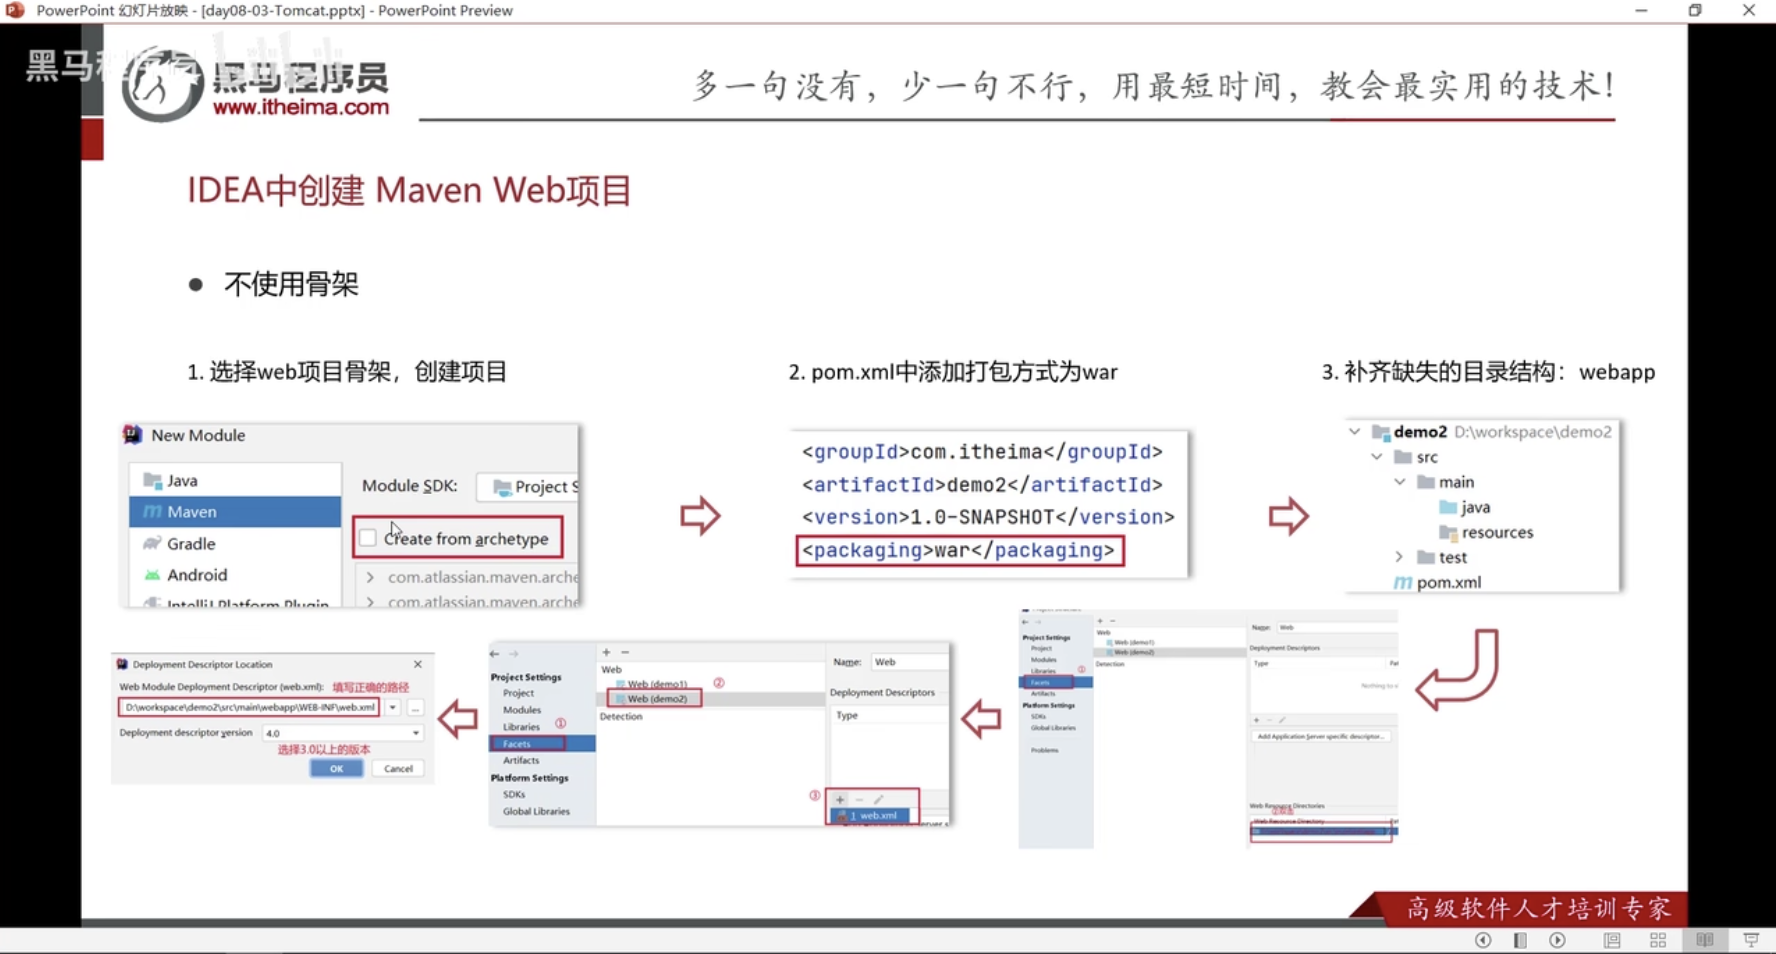 PowerPoint 幻灯片放映 - [day08-03-Tomcat.pptx] - PowerPoint Preview
黑马程序员
黑马程序员
www.itheima.com
多一句没有，少一句不行，用最短时间，教会最实用的技术！
IDEA中创建 Maven Web项目
● 不使用骨架
1. 选择web项目骨架，创建项目
2. pom.xml中添加打包方式为war
3. 补齐缺失的目录结构：webapp
New Module
Java
Maven
Gradle
Android
IntelliJ Platform Plugin
Module SDK:
Project S
Create from archetype
com.atlassian.maven.arche
com.atlassian.maven.arche
<groupId>com.itheima</groupId>
<artifactId>demo2</artifactId>
<version>1.0-SNAPSHOT</version>
<packaging>war</packaging>
demo2 D:\workspace\demo2
src
main
java
resources
test
pom.xml
Deployment Descriptor Location
Web Module Deployment Descriptor (web.xml): 填写正确的路径
D:\workspace\demo2\src\main\webapp\WEB-INF\web.xml
Deployment descriptor version 4.0
选择3.0以上的版本
OK Cancel
Project Settings
Project
Modules
Libraries ①
Facets
Artifacts
Platform Settings
SDKs
Global Libraries
Web
Web (demo1) ②
Web (demo2)
Detection
Name: Web
Deployment Descriptors
Type
③
1 web.xml
Project Settings
Project
Modules
Libraries ①
Facets
Artifacts
Platform Settings
SDKs
Global Libraries
Problems
Web
Web (demo1)
Web (demo2)
Detection
Name: Web
Deployment Descriptors
Type
Nothing to
Add Application Server specific descriptor...
Web Resource Directories
Web Resource Directory
高级软件人才培训专家